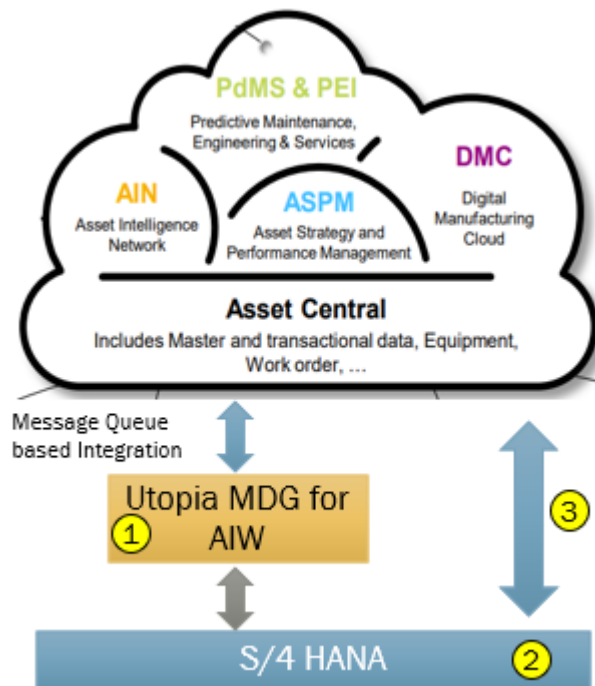 PdMS & PEI
Predictive Maintenance,
Engineering & Services
DMC
Digital
Manufacturing
Cloud
AIN
Asset Intelligence
Network
ASPM
Asset Strategy and
Performance Management
Asset Central
Includes Master and transactional data, Equipment,
Work order, ...
Message Queue
based Integration
Utopia MDG for
AIW
1
3
S/4 HANA
2